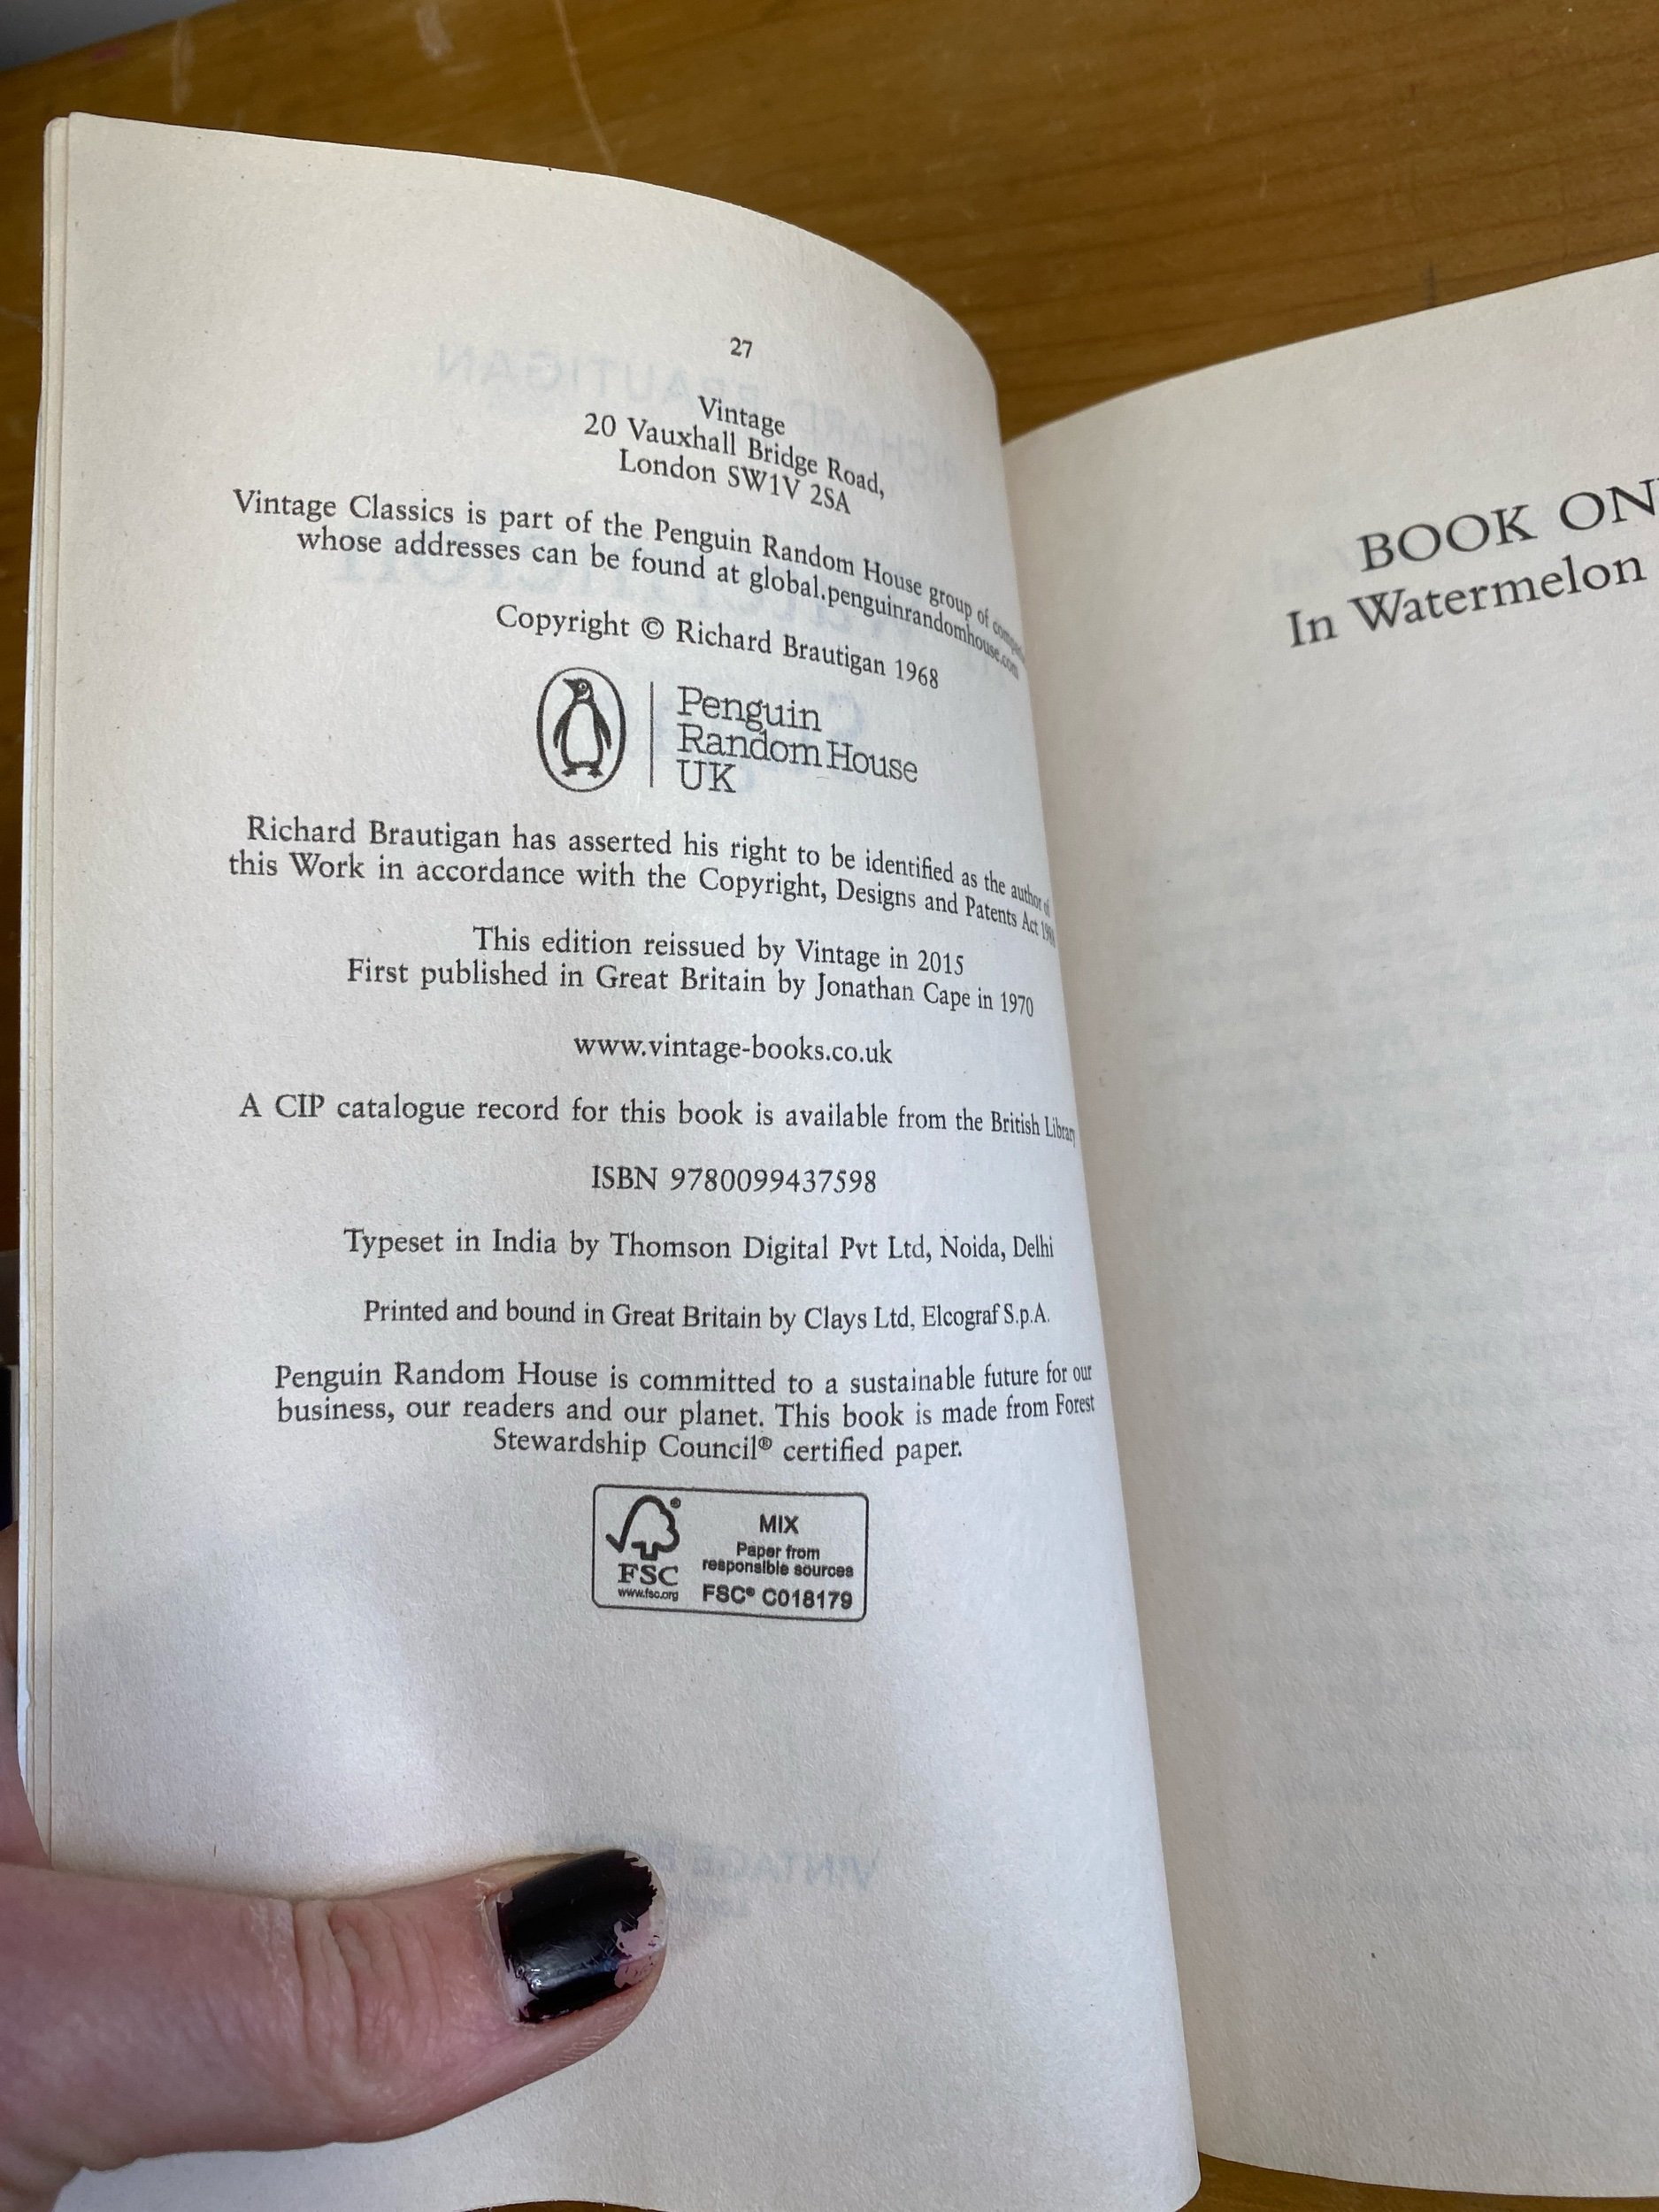 27
Vintage
20 Vauxhall Bridge Road,
London SW1V 2SA
Vintage Classics is part of the Penguin Random House group of
whose addresses can be found at global.penguinrandomhouse.com
Copyright © Richard Brautigan 1968
Penguin
Random House
UK
Richard Brautigan has asserted his right to be identified as the author of
this Work in accordance with the Copyright, Designs and Patents Act
This edition reissued by Vintage in 2015
First published in Great Britain by Jonathan Cape in 1970
www.vintage-books.co.uk
A CIP catalogue record for this book is available from the British Library
ISBN 9780099437598
Typeset in India by Thomson Digital Pvt Ltd, Noida, Delhi
Printed and bound in Great Britain by Clays Ltd, Elcograf S.p.A.
Penguin Random House is committed to a sustainable future for our
business, our readers and our planet. This book is made from Forest
Stewardship Council® certified paper.
FSC
www.fsc.org
MIX
Paper from
responsible sources
FSC® C018179
BOOK ON
In Watermelon